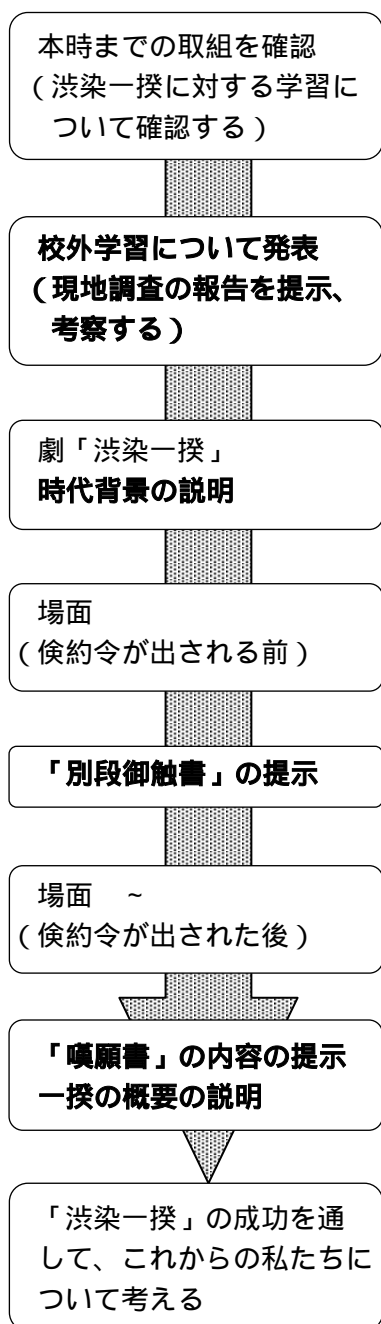 本時までの取組を確認
(渋染一揆に対する学習に
ついて確認する)
校外学習について発表
(現地調査の報告を提示、
考察する)
劇「渋染一揆」
時代背景の説明
場面
(倹約令が出される前)
「別段御触書」の提示
場面　~
(倹約令が出された後)
「嘆願書」の内容の提示
一揆の概要の説明
「渋染一揆」の成功を通
して、これからの私たちに
ついて考える